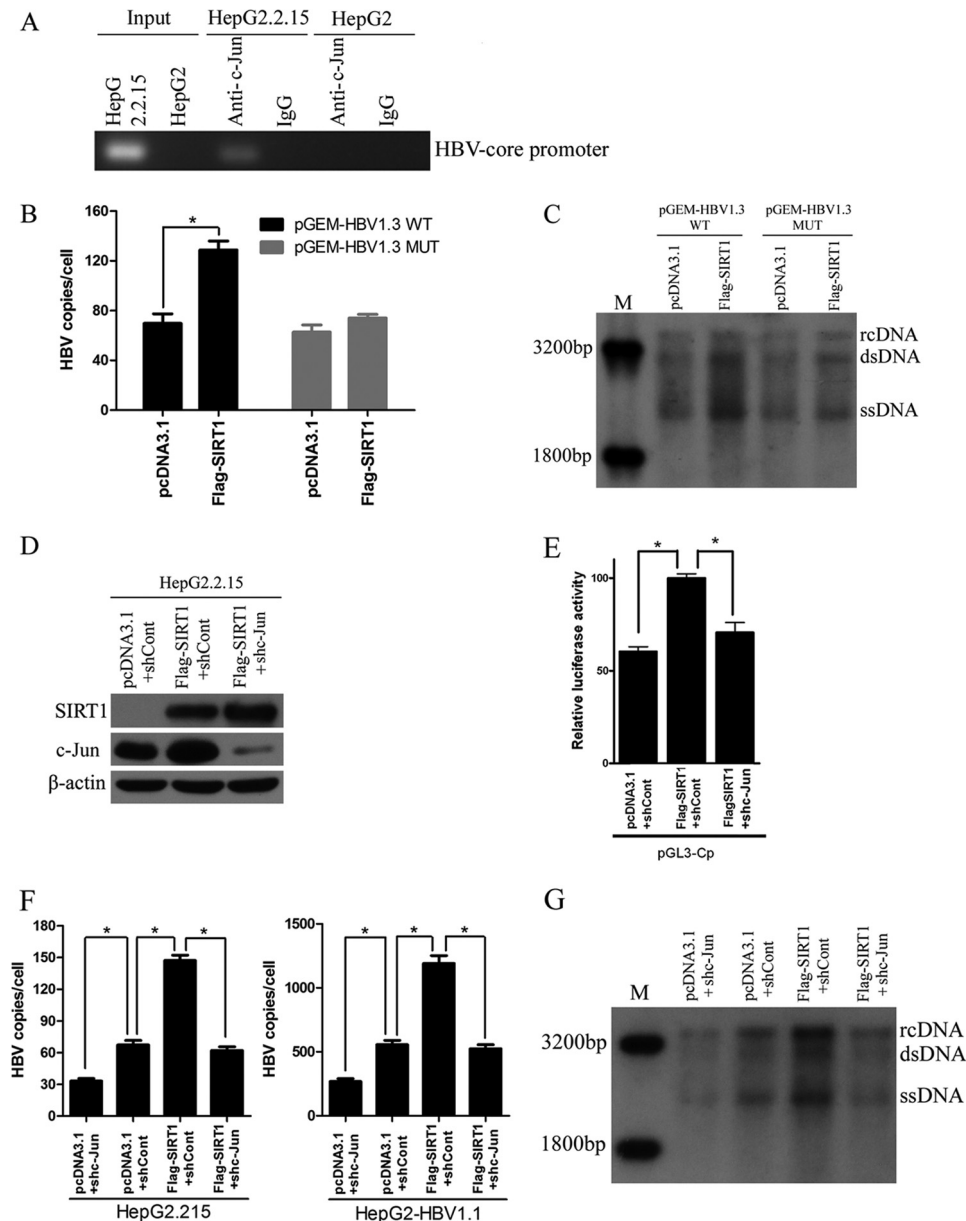 A
Input
HepG2.2.15
HepG2
HepG
2.2.15
HepG2
Anti- c-Jun
IgG
Anti- c-Jun
IgG
HBV-core promoter
B
HBV copies/cell
160
120
80
40
0
*
pGEM-HBV1.3 WT
pGEM-HBV1.3 MUT
pcDNA3.1
Flag-SIRT1
pcDNA3.1
Flag-SIRT1
C
pGEM-HBV1.3
WT
pGEM-HBV1.3
MUT
M
pcDNA3.1
Flag-SIRT1
pcDNA3.1
Flag-SIRT1
3200bp
1800bp
rcDNA
dsDNA
ssDNA
D
HepG2.2.15
pcDNA3.1
+shCont
Flag-SIRT1
+shCont
Flag-SIRT1
+shc-Jun
SIRT1
c-Jun
β-actin
E
Relative luciferase activity
100
50
0
*
*
pcDNA3.1
+shCont
Flag-SIRT1
+shCont
FlagSIRT1
+shc-Jun
pGL3-Cp
F
HBV copies/cell
180
150
120
90
60
30
0
*
*
*
pcDNA3.1
+shc-Jun
pcDNA3.1
+shCont
Flag-SIRT1
+shCont
Flag-SIRT1
+shc-Jun
HepG2.215
HBV copies/cell
1500
1000
500
0
*
*
*
pcDNA3.1
+shc-Jun
pcDNA3.1
+shCont
Flag-SIRT1
+shCont
Flag-SIRT1
+shc-Jun
HepG2-HBV1.1
G
M
pcDNA3.1
+shc-Jun
pcDNA3.1
+shCont
Flag-SIRT1
+shCont
Flag-SIRT1
+shc-Jun
3200bp
1800bp
rcDNA
dsDNA
ssDNA